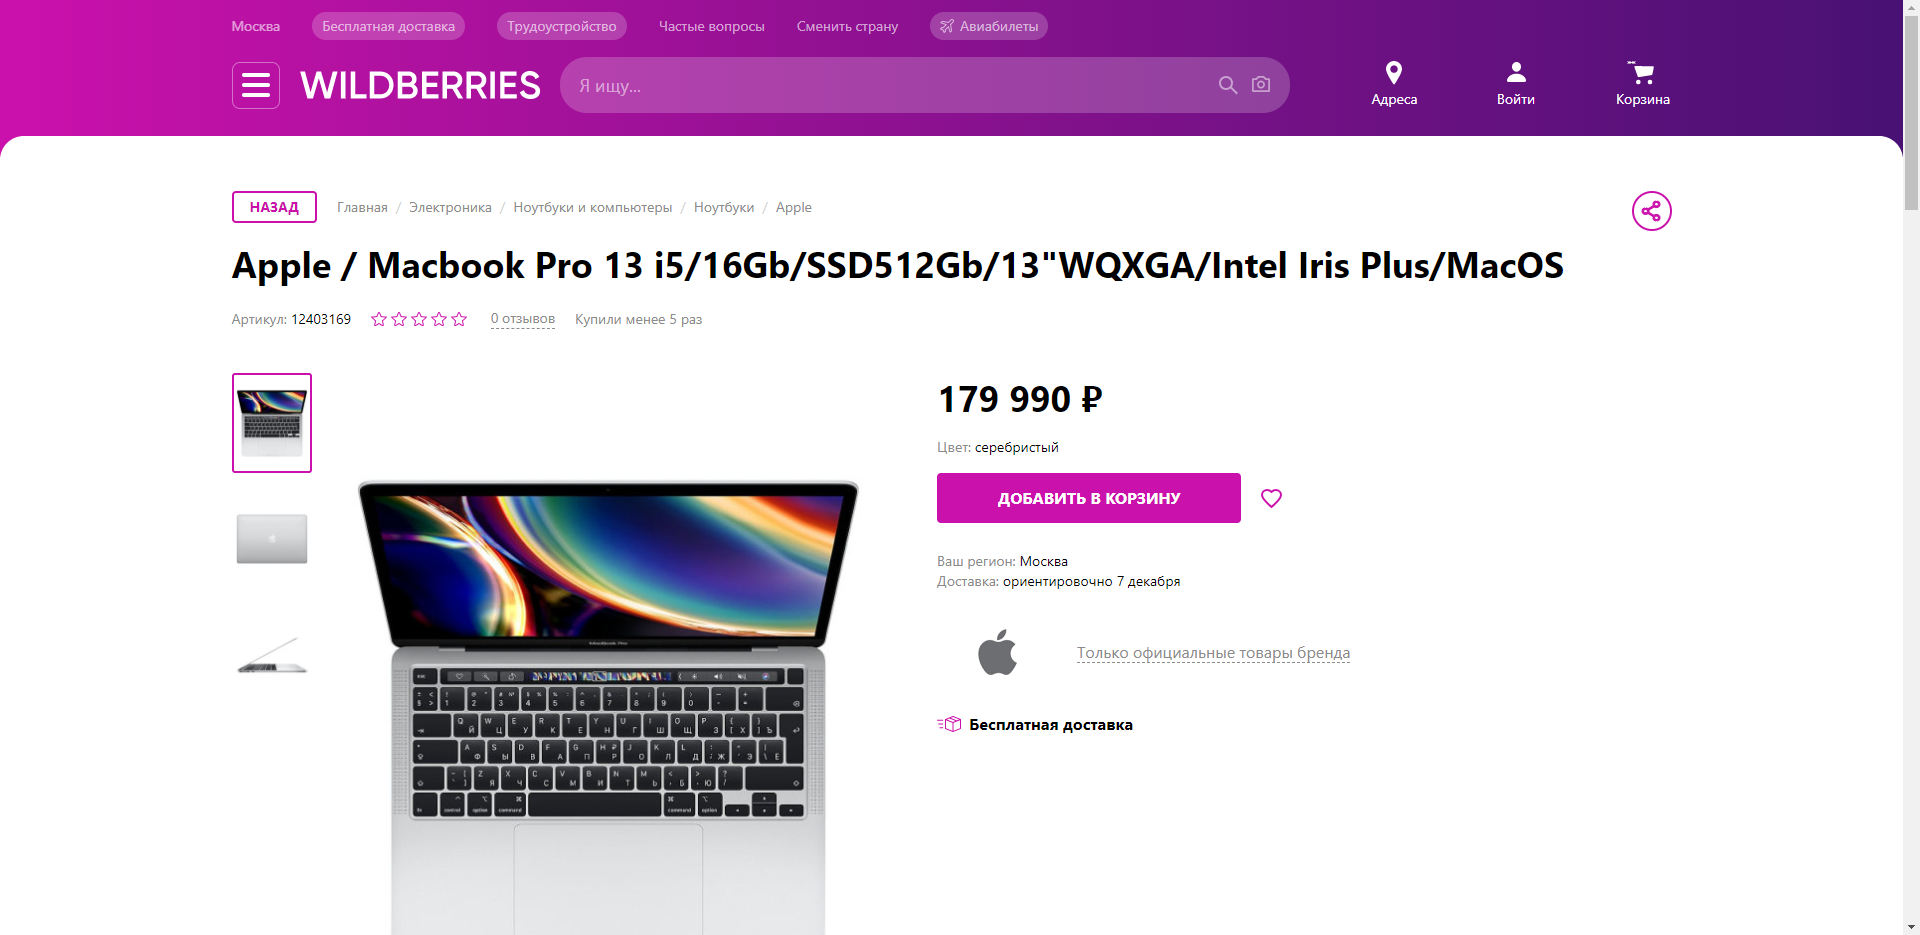 Москва Бесплатная доставка Трудоустройство Частые вопросы Сменить страну Авиабилеты
WILDBERRIES Я ищу... Адреса Войти Корзина
НАЗАД Главная / Электроника / Ноутбуки и компьютеры / Ноутбуки / Apple
Apple / Macbook Pro 13 i5/16Gb/SSD512Gb/13"WQXGA/Intel Iris Plus/MacOS
Артикул: 12403169 0 отзывов Купили менее 5 раз
179 990 ₽
Цвет: серебристый
ДОБАВИТЬ В КОРЗИНУ
Ваш регион: Москва
Доставка: ориентировочно 7 декабря
Только официальные товары бренда
Бесплатная доставка
MacBook Pro